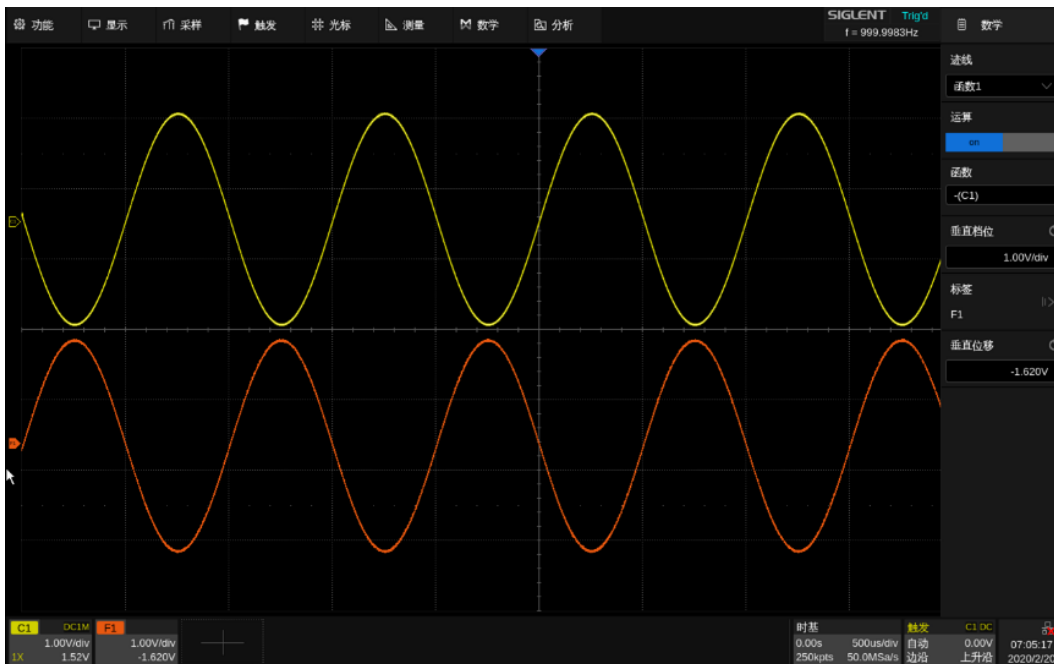 功能 显示 采样 触发 光标 测量 数学 分析
SIGLENT Trig'd
f = 999.9983Hz
数学
迹线
函数1
运算
on
函数
-(C1)
垂直档位
1.00V/div
标签
F1
垂直位移
-1.620V
C1 DC1M
1.00V/div
1X 1.52V
F1
1.00V/div
-1.620V
时基
0.00s 500us/div
250kpts 50.0MSa/s
触发 C1 DC
自动 0.00V
边沿 上升沿
07:05:17
2020/2/20